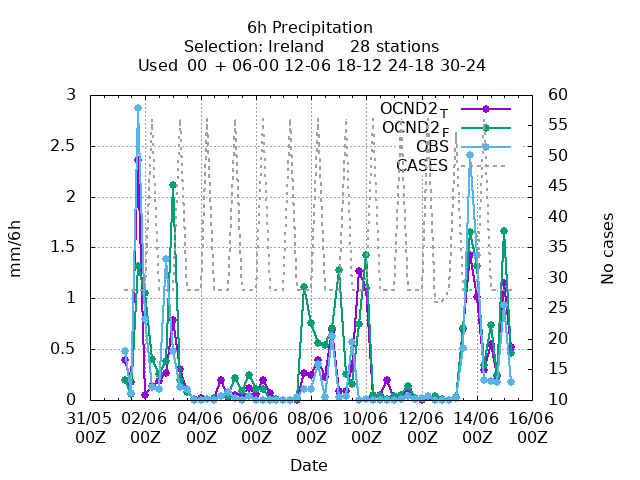 6h Precipitation
Selection: Ireland     28 stations
Used  00 + 06-00 12-06 18-12 24-18 30-24
3
2.5
2
1.5
1
0.5
0
mm/6h
60
55
50
45
40
35
30
25
20
15
10
No cases
OCND2_T
OCND2_F
OBS
CASES
31/05 02/06 04/06 06/06 08/06 10/06 12/06 14/06 16/06
00Z 00Z 00Z 00Z 00Z 00Z 00Z 00Z 00Z
Date